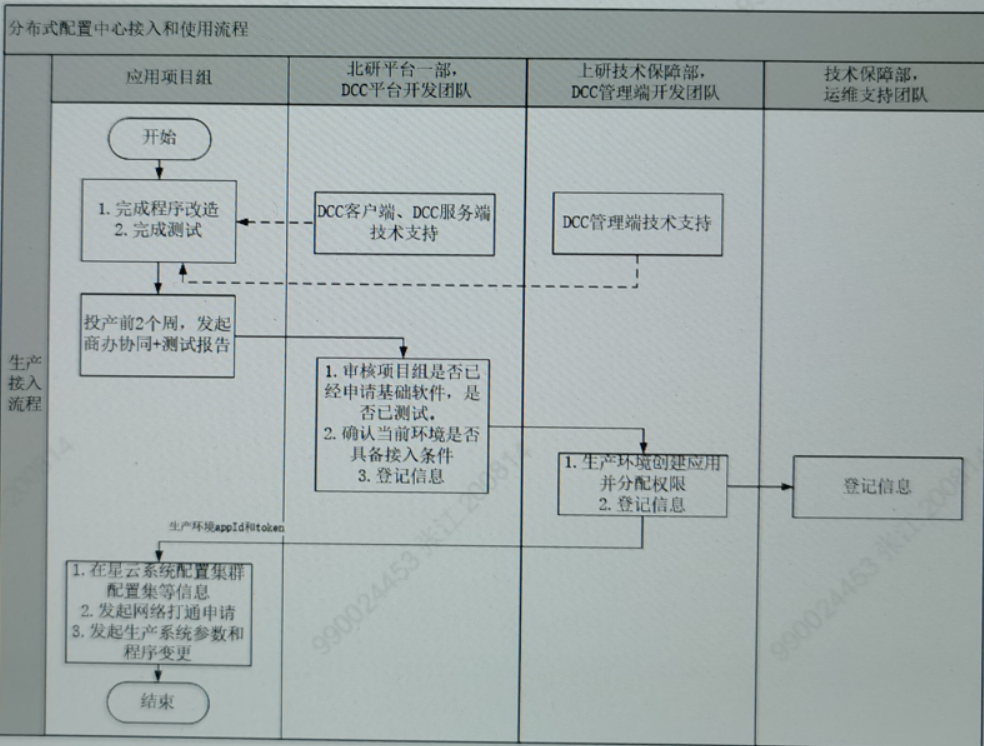 分布式配置中心接入和使用流程
应用项目组
北研平台一部，
DCC平台开发团队
上研技术保障部，
DCC管理端开发团队
技术保障部，
运维支持团队
生产
接入
流程
开始
1. 完成程序改造
2. 完成测试
DCC客户端、DCC服务端
技术支持
DCC管理端技术支持
投产前2个周，发起
商办协同+测试报告
1. 审核项目组是否已
经申请基础软件，是
否已测试。
2. 确认当前环境是否
具备接入条件
3. 登记信息
1. 生产环境创建应用
并分配权限
2. 登记信息
登记信息
生产环境appId和token
1. 在星云系统配置集群
配置集等信息
2. 发起网络打通申请
3. 发起生产系统参数和
程序变更
结束
200814
990024453 张江 200814
990024453 张江 200814